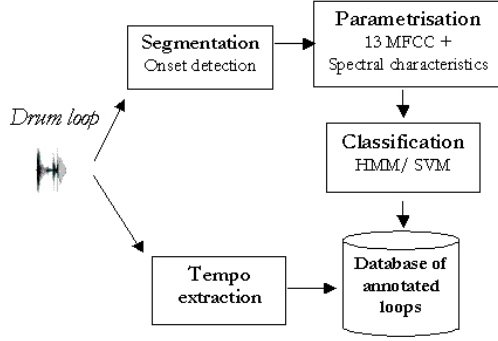 Parametrisation
13 MFCC +
Spectral characteristics
Segmentation
Onset detection
Drum loop
Classification
HMM/ SVM
Tempo
extraction
Database of
annotated
loops